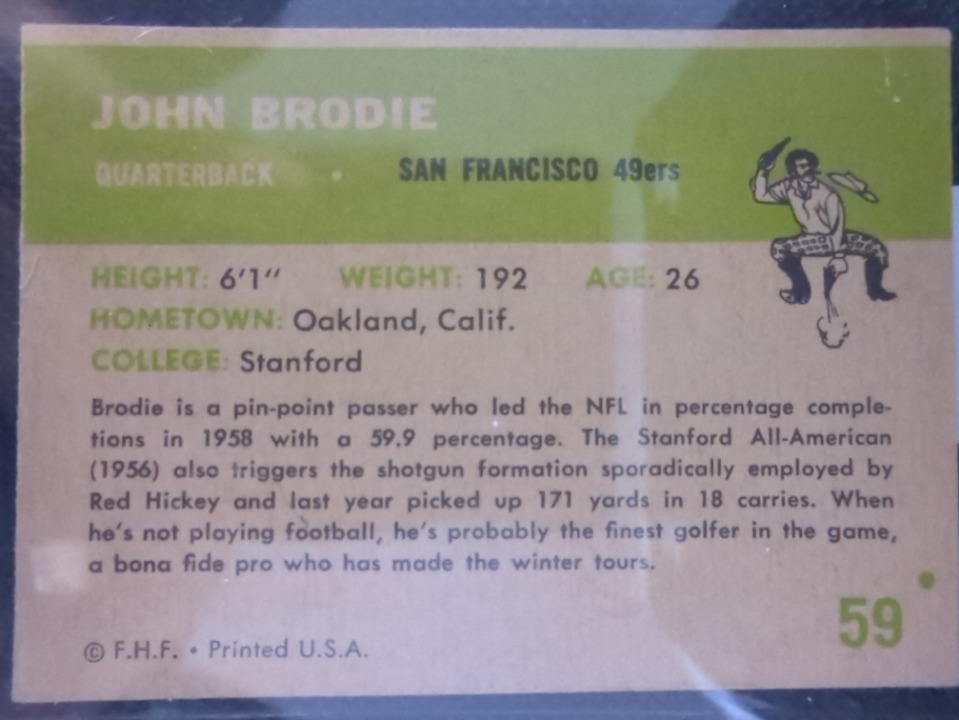 JOHN BRODIE
QUARTERBACK SAN FRANCISCO 49ers
HEIGHT: 6'1" WEIGHT: 192 AGE: 26
HOMETOWN: Oakland, Calif.
COLLEGE: Stanford
Brodie is a pin-point passer who led the NFL in percentage comple-
tions in 1958 with a 59.9 percentage. The Stanford All-American
(1956) also triggers the shotgun formation sporadically employed by
Red Hickey and last year picked up 171 yards in 18 carries. When
he's not playing football, he's probably the finest golfer in the game,
a bona fide pro who has made the winter tours.
59
© F.H.F. • Printed U.S.A.